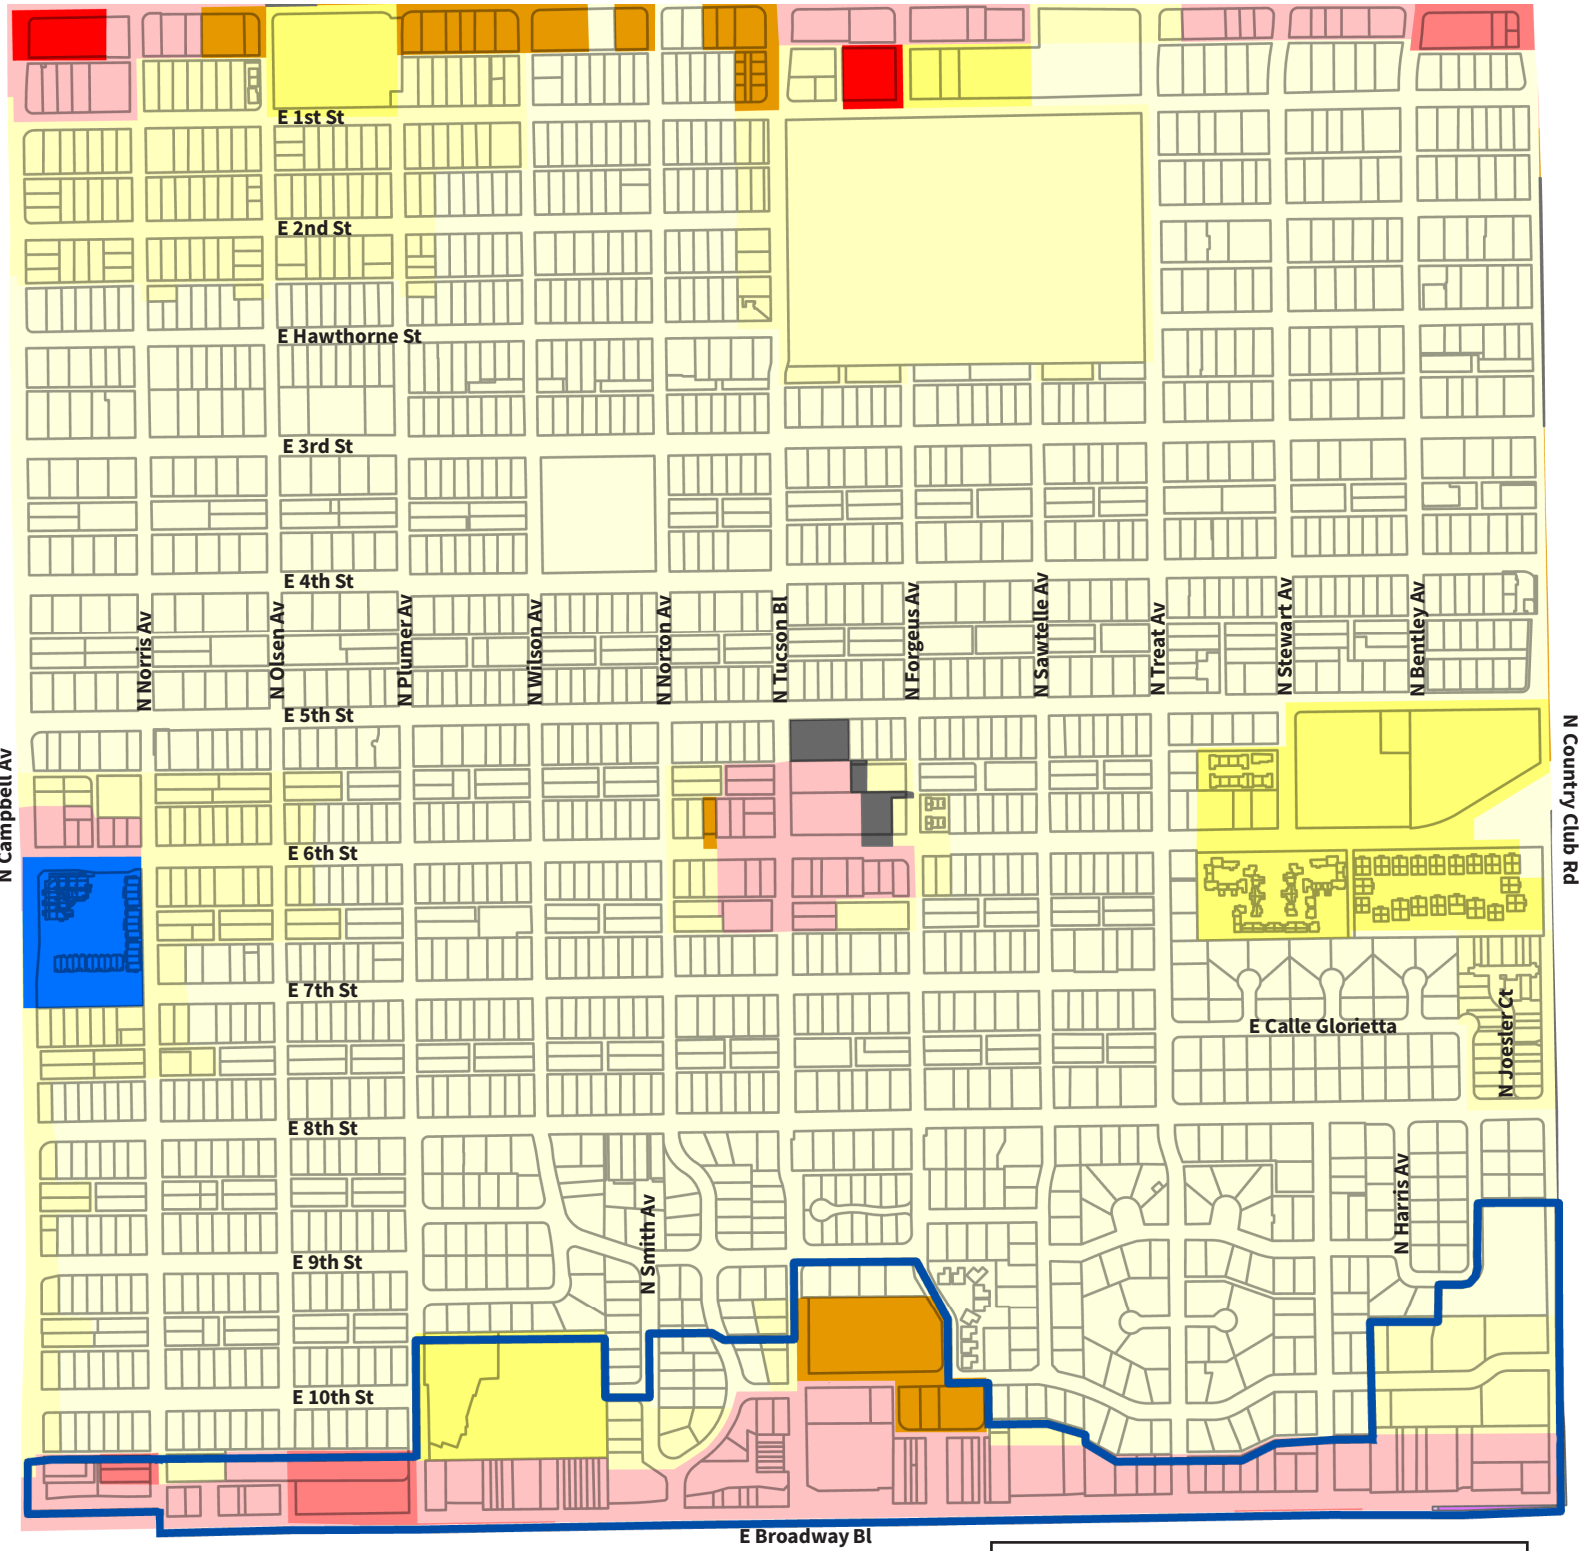 E 1st St
E 2nd St
E Hawthorne St
E 3rd St
E 4th St
N Norris Av
N Olsen Av
N Plumer Av
N Wilson Av
N Norton Av
N Tucson Bl
N Forgeus Av
N Sawtelle Av
N Treat Av
N Stewart Av
N Bentley Av
E 5th St
N Campbell Av
N Country Club Rd
E 6th St
E 7th St
E Calle Glorietta
N Joesler Ct
E 8th St
N Smith Av
N Harris Av
E 9th St
E 10th St
E Broadway Bl